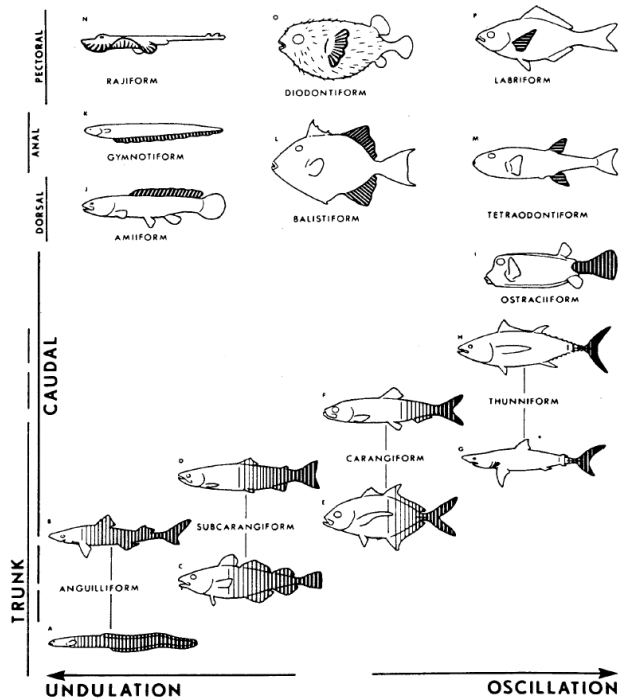 N
O
P
PECTORAL
RAJIFORM
DIODONTIFORM
LABRIFORM
K
L
M
ANAL
GYMNOTIFORM
BALISTIFORM
TETRAODONTIFORM
J
DORSAL
AMIIFORM
I
OSTRACIIFORM
CAUDAL
H
THUNNIFORM
F
G
CARANGIFORM
D
E
SUBCARANGIFORM
B
C
ANGUILLIFORM
TRUNK
A
UNDULATION
OSCILLATION